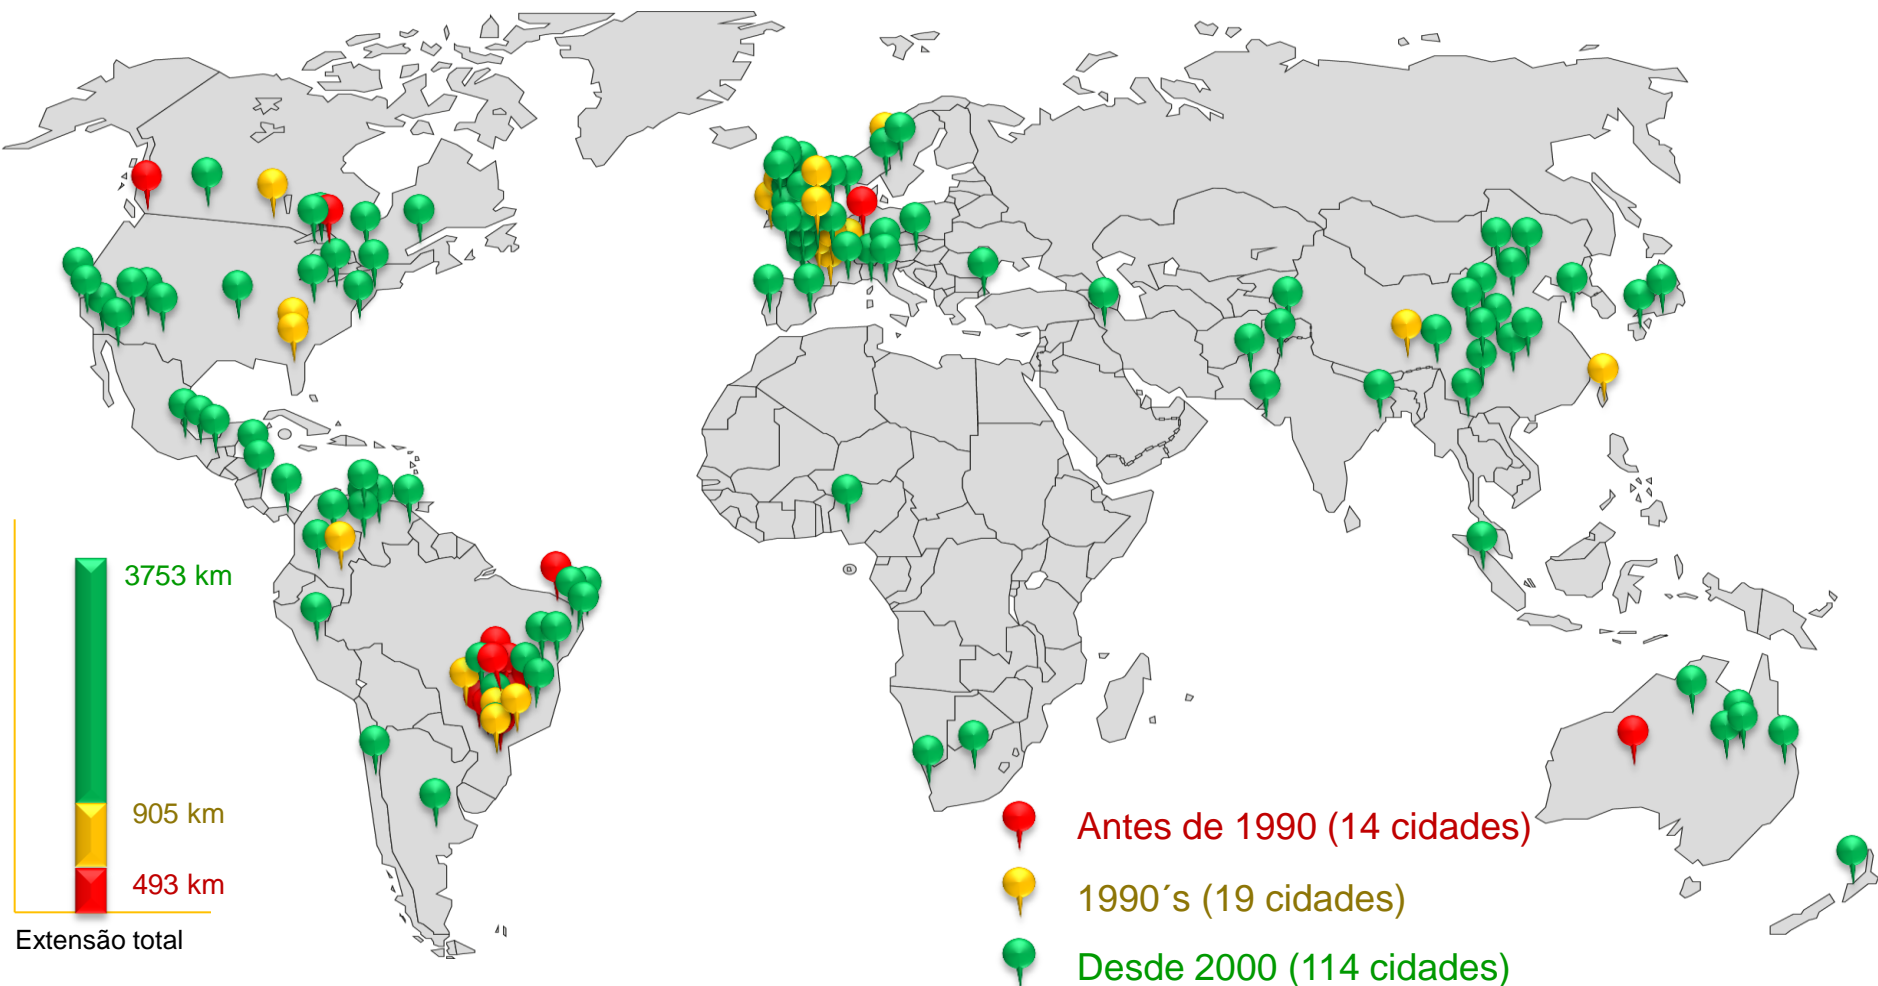 3753 km
905 km
493 km
Extensão total
Antes de 1990 (14 cidades)
1990´s (19 cidades)
Desde 2000 (114 cidades)